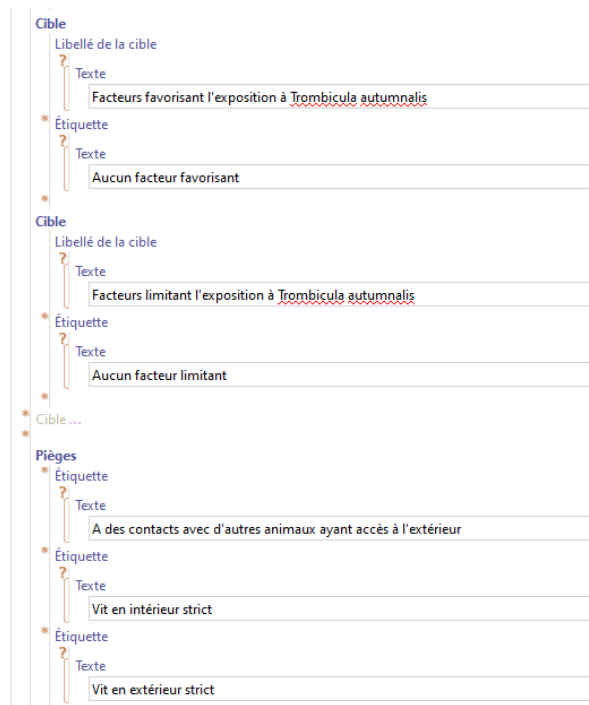 Cible
Libellé de la cible
?
Texte
Facteurs favorisant l'exposition à Trombicula autumnalis
* Étiquette
?
Texte
Aucun facteur favorisant
*
Cible
Libellé de la cible
?
Texte
Facteurs limitant l'exposition à Trombicula autumnalis
* Étiquette
?
Texte
Aucun facteur limitant
*
* Cible...
*
Pièges
* Étiquette
?
Texte
A des contacts avec d'autres animaux ayant accès à l'extérieur
* Étiquette
?
Texte
Vit en intérieur strict
* Étiquette
?
Texte
Vit en extérieur strict